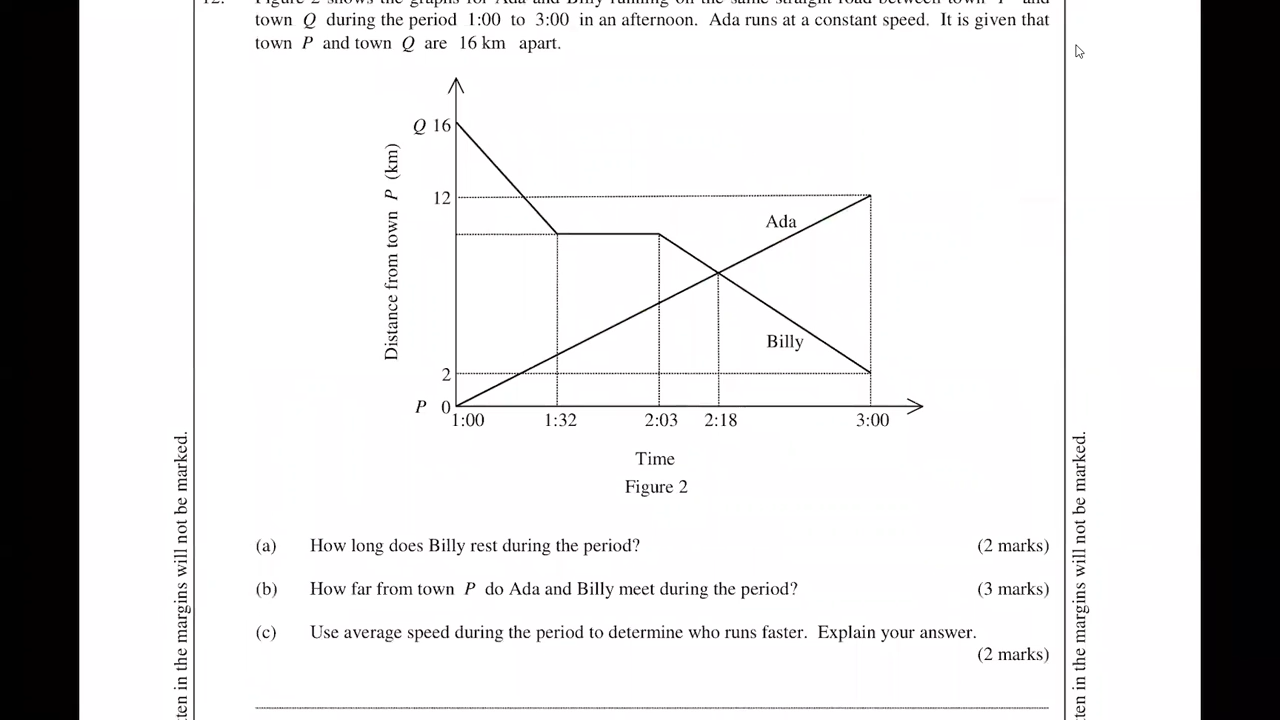 town Q during the period 1:00 to 3:00 in an afternoon. Ada runs at a constant speed. It is given that
town P and town Q are 16 km apart.
Q 16
12
2
P 0
Distance from town P (km)
Ada
Billy
1:00 1:32 2:03 2:18 3:00
Time
Figure 2
(a) How long does Billy rest during the period? (2 marks)
(b) How far from town P do Ada and Billy meet during the period? (3 marks)
(c) Use average speed during the period to determine who runs faster. Explain your answer.
(2 marks)
in the margins will not be marked.
in the margins will not be marked.